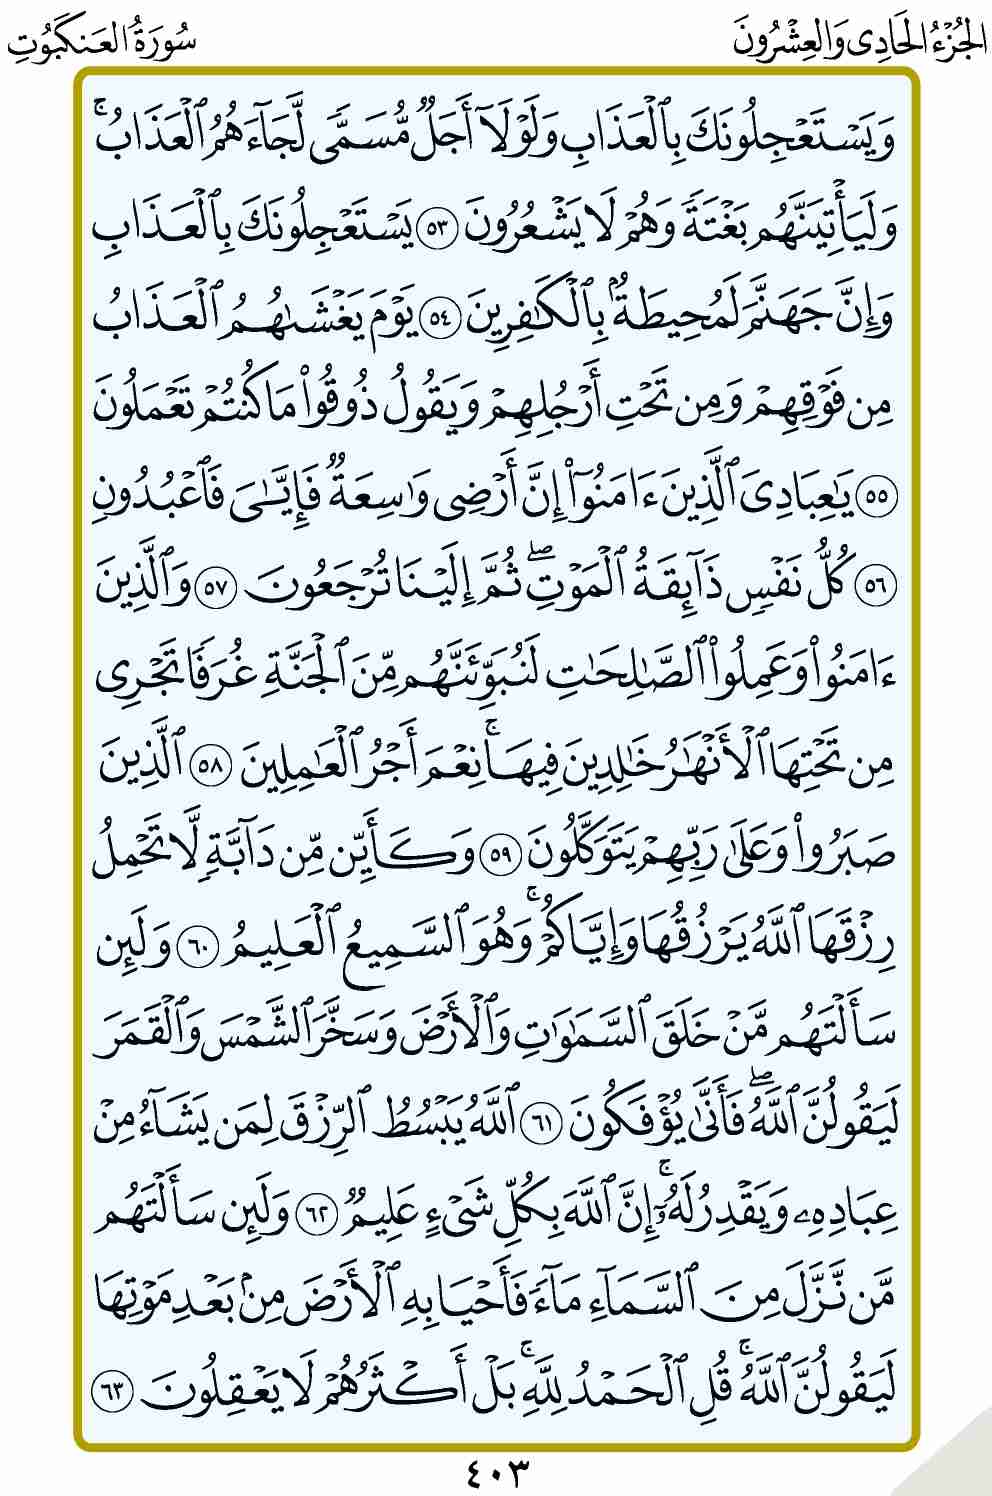 الجُزْءُ الحَادِى وَالعِشْرُونَ
سُورَةُ العَنكَبُوتِ
وَيَسْتَعْجِلُونَكَ بِٱلْعَذَابِ وَلَوْلَآ أَجَلٌ مُّسَمًّى لَّجَآءَهُمُ ٱلْعَذَابُ ۚ
وَلَيَأْتِيَنَّهُم بَغْتَةً وَهُمْ لَا يَشْعُرُونَ ٥٣ يَسْتَعْجِلُونَكَ بِٱلْعَذَابِ
وَإِنَّ جَهَنَّمَ لَمُحِيطَةٌۢ بِٱلْكَٰفِرِينَ ٥٤ يَوْمَ يَغْشَىٰهُمُ ٱلْعَذَابُ
مِن فَوْقِهِمْ وَمِن تَحْتِ أَرْجُلِهِمْ وَيَقُولُ ذُوقُوا۟ مَا كُنتُمْ تَعْمَلُونَ
٥٥ يَٰعِبَادِىَ ٱلَّذِينَ ءَامَنُوٓا۟ إِنَّ أَرْضِى وَٰسِعَةٌ فَإِيَّٰىَ فَٱعْبُدُونِ
٥٦ كُلُّ نَفْسٍ ذَآئِقَةُ ٱلْمَوْتِ ۖ ثُمَّ إِلَيْنَا تُرْجَعُونَ ٥٧ وَٱلَّذِينَ
ءَامَنُوا۟ وَعَمِلُوا۟ ٱلصَّٰلِحَٰتِ لَنُبَوِّئَنَّهُم مِّنَ ٱلْجَنَّةِ غُرَفًا تَجْرِى
مِن تَحْتِهَا ٱلْأَنْهَٰرُ خَٰلِدِينَ فِيهَا ۚ نِعْمَ أَجْرُ ٱلْعَٰمِلِينَ ٥٨ ٱلَّذِينَ
صَبَرُوا۟ وَعَلَىٰ رَبِّهِمْ يَتَوَكَّلُونَ ٥٩ وَكَأَيِّن مِّن دَآبَّةٍ لَّا تَحْمِلُ
رِزْقَهَا ٱللَّهُ يَرْزُقُهَا وَإِيَّاكُمْ ۚ وَهُوَ ٱلسَّمِيعُ ٱلْعَلِيمُ ٦٠ وَلَئِن
سَأَلْتَهُم مَّنْ خَلَقَ ٱلسَّمَٰوَٰتِ وَٱلْأَرْضَ وَسَخَّرَ ٱلشَّمْسَ وَٱلْقَمَرَ
لَيَقُولُنَّ ٱللَّهُ ۖ فَأَنَّىٰ يُؤْفَكُونَ ٦١ ٱللَّهُ يَبْسُطُ ٱلرِّزْقَ لِمَن يَشَآءُ مِنْ
عِبَادِهِۦ وَيَقْدِرُ لَهُۥٓ ۚ إِنَّ ٱللَّهَ بِكُلِّ شَىْءٍ عَلِيمٌ ٦٢ وَلَئِن سَأَلْتَهُم
مَّن نَّزَّلَ مِنَ ٱلسَّمَآءِ مَآءً فَأَحْيَا بِهِ ٱلْأَرْضَ مِنۢ بَعْدِ مَوْتِهَا
لَيَقُولُنَّ ٱللَّهُ ۚ قُلِ ٱلْحَمْدُ لِلَّهِ ۚ بَلْ أَكْثَرُهُمْ لَا يَعْقِلُونَ ٦٣
٤٠٣